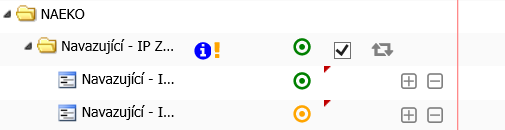 NAEKO
Navazující - IP Z...
Navazující - I...
Navazující - I...